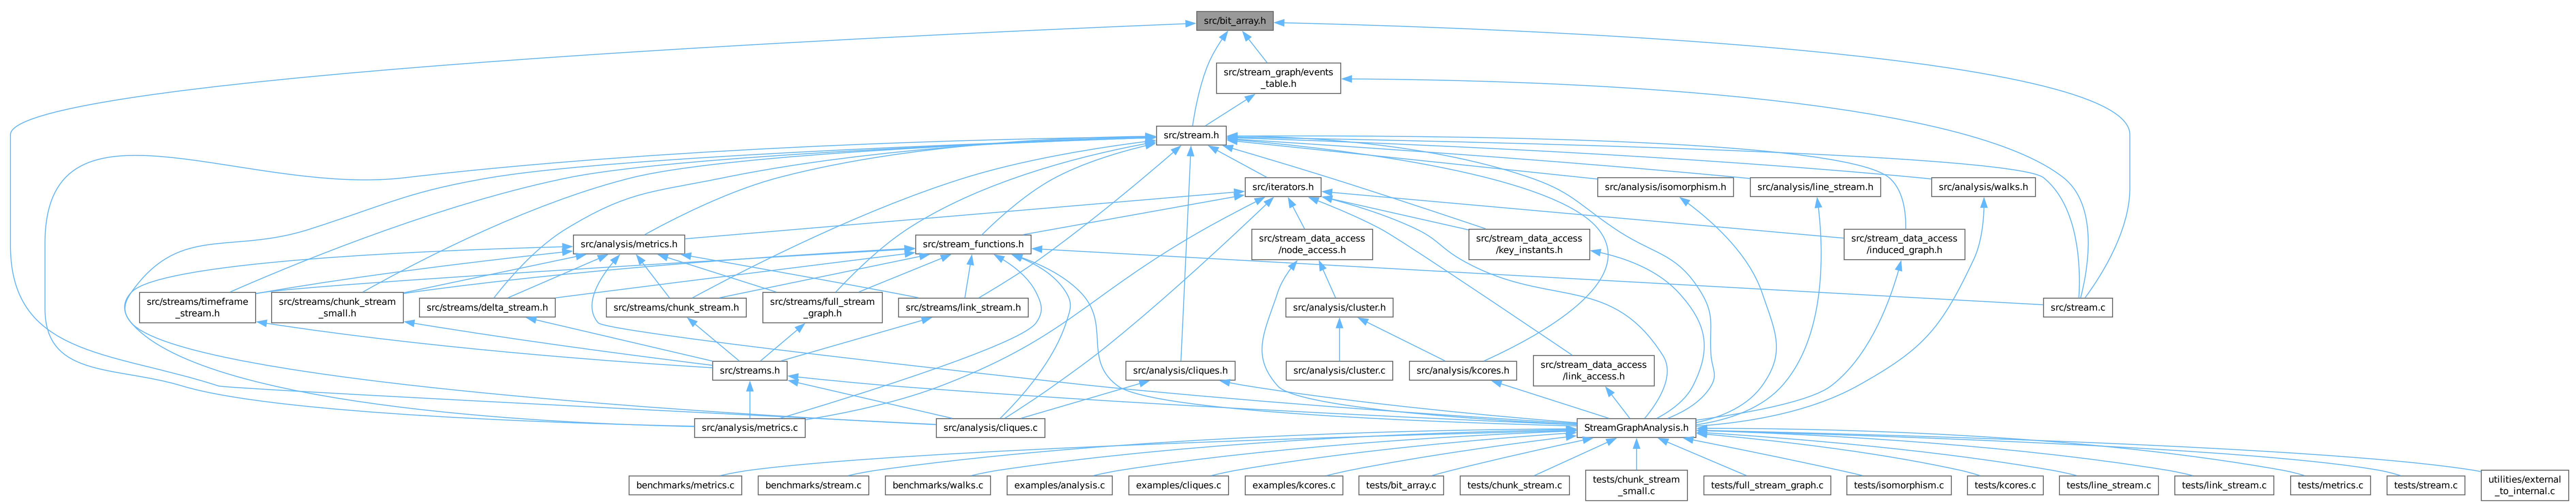 src/bit_array.h
src/stream_graph/events
_table.h
src/stream.h
src/iterators.h
src/analysis/isomorphism.h
src/analysis/line_stream.h
src/analysis/walks.h
src/analysis/metrics.h
src/stream_functions.h
src/stream_data_access
/node_access.h
src/stream_data_access
/key_instants.h
src/stream_data_access
/induced_graph.h
src/streams/timeframe
_stream.h
src/streams/chunk_stream
_small.h
src/streams/delta_stream.h
src/streams/chunk_stream.h
src/streams/full_stream
_graph.h
src/streams/link_stream.h
src/analysis/cluster.h
src/stream.c
src/streams.h
src/analysis/cliques.h
src/analysis/cluster.c
src/analysis/kcores.h
src/stream_data_access
/link_access.h
src/analysis/metrics.c
src/analysis/cliques.c
StreamGraphAnalysis.h
benchmarks/metrics.c
benchmarks/stream.c
benchmarks/walks.c
examples/analysis.c
examples/cliques.c
examples/kcores.c
tests/bit_array.c
tests/chunk_stream.c
tests/chunk_stream
_small.c
tests/full_stream_graph.c
tests/isomorphism.c
tests/kcores.c
tests/line_stream.c
tests/link_stream.c
tests/metrics.c
tests/stream.c
utilities/external
_to_internal.c